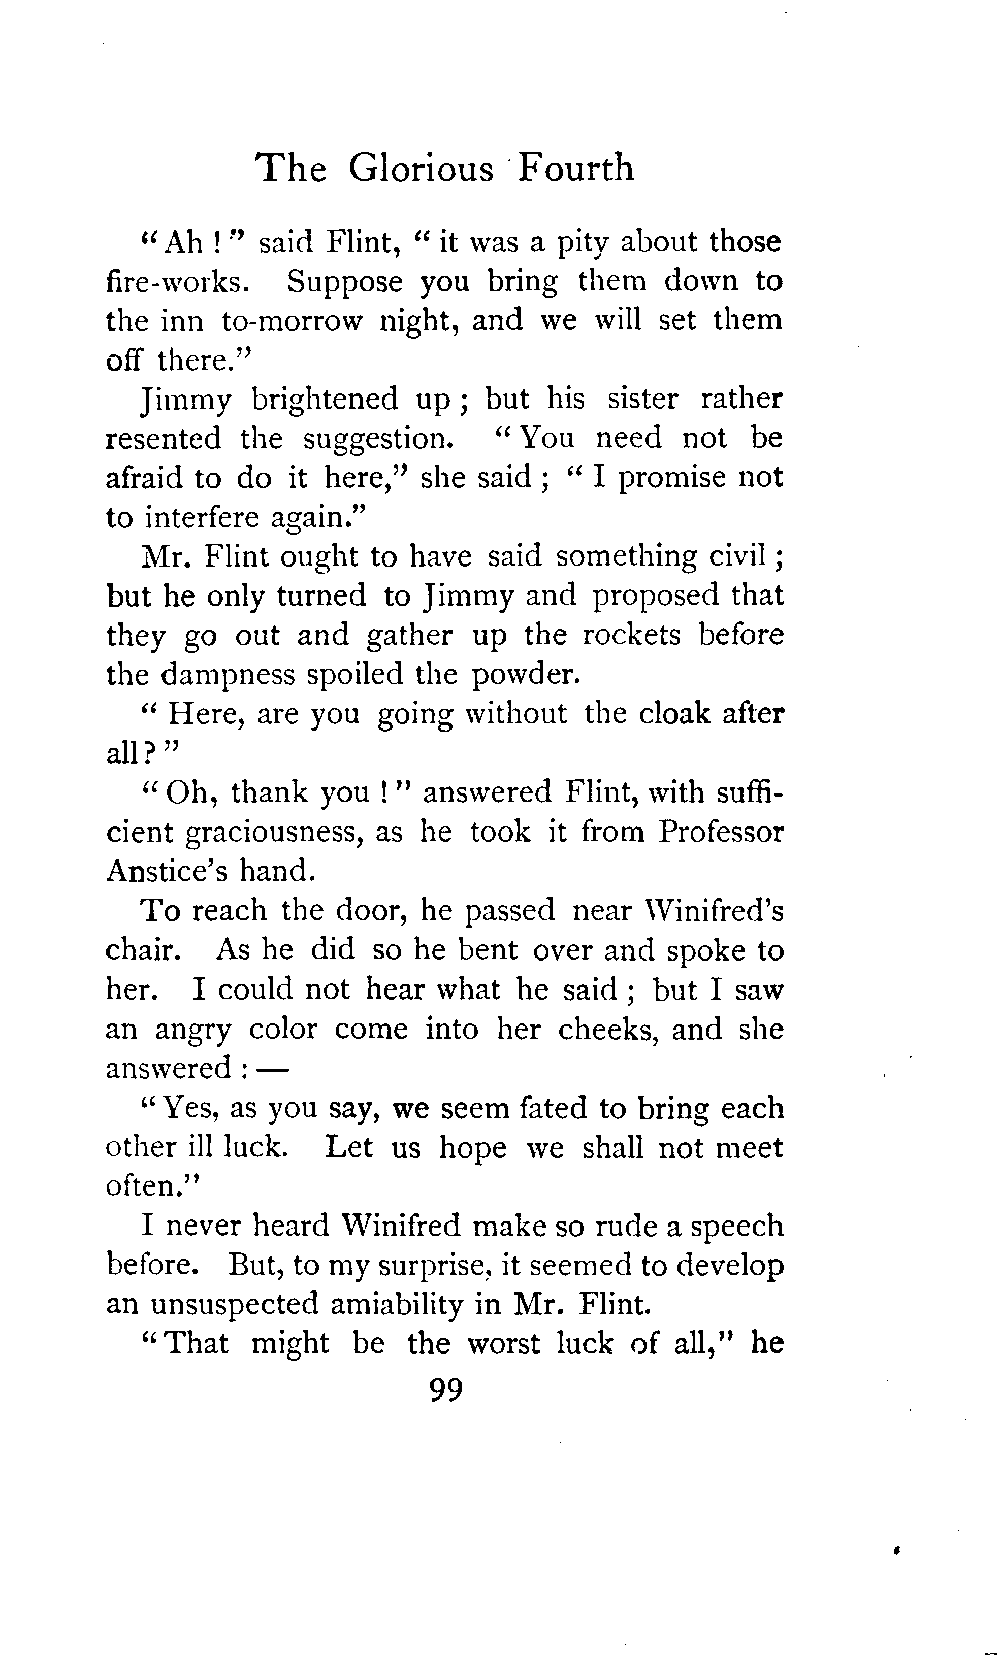 The Glorious Fourth
"Ah!" said Flint, "it was a pity about those
fire-works. Suppose you bring them down to
the inn to-morrow night, and we will set them
off there."
Jimmy brightened up; but his sister rather
resented the suggestion. "You need not be
afraid to do it here," she said; "I promise not
to interfere again."
Mr. Flint ought to have said something civil;
but he only turned to Jimmy and proposed that
they go out and gather up the rockets before
the dampness spoiled the powder.
"Here, are you going without the cloak after
all?"
"Oh, thank you!" answered Flint, with suffi-
cient graciousness, as he took it from Professor
Anstice's hand.
To reach the door, he passed near Winifred's
chair. As he did so he bent over and spoke to
her. I could not hear what he said; but I saw
an angry color come into her cheeks, and she
answered:—
"Yes, as you say, we seem fated to bring each
other ill luck. Let us hope we shall not meet
often."
I never heard Winifred make so rude a speech
before. But, to my surprise, it seemed to develop
an unsuspected amiability in Mr. Flint.
"That might be the worst luck of all," he
99